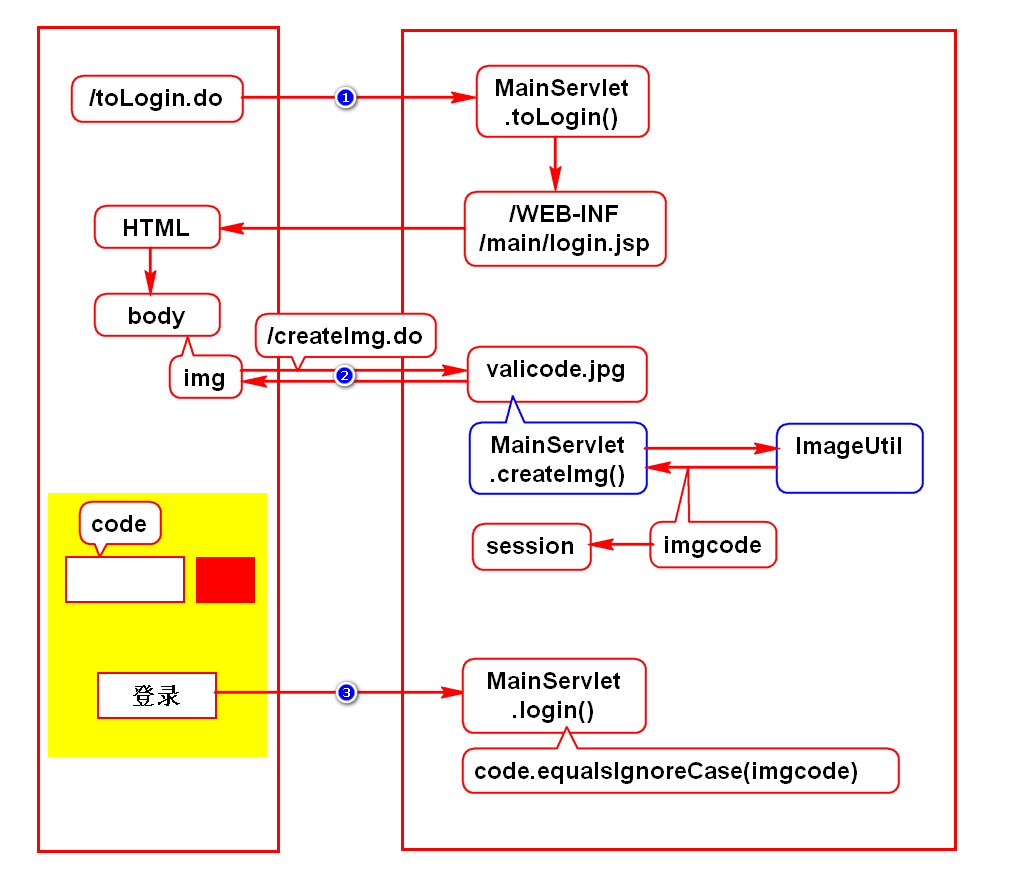 /toLogin.do
1
MainServlet
.toLogin()
/WEB-INF
/main/login.jsp
HTML
body
img
/createImg.do
2
valicode.jpg
MainServlet
.createImg()
ImageUtil
imgcode
session
code
登录
3
MainServlet
.login()
code.equalsIgnoreCase(imgcode)